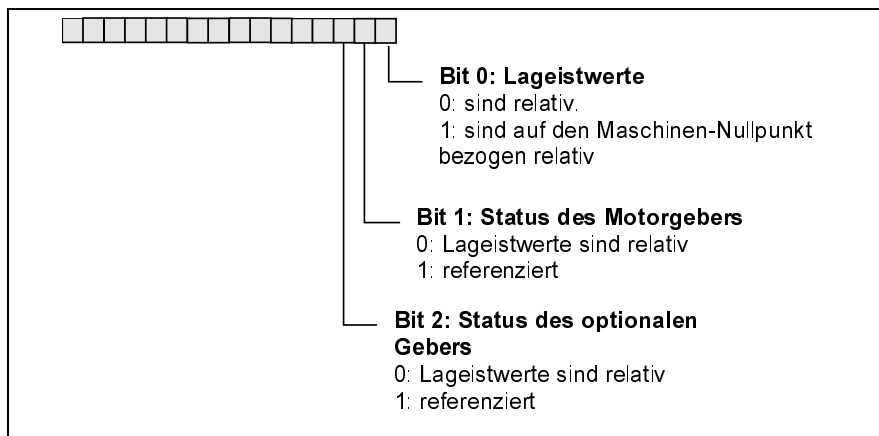 Bit 0: Lageistwerte
0: sind relativ.
1: sind auf den Maschinen-Nullpunkt
bezogen relativ
Bit 1: Status des Motorgebers
0: Lageistwerte sind relativ
1: referenziert
Bit 2: Status des optionalen
Gebers
0: Lageistwerte sind relativ
1: referenziert